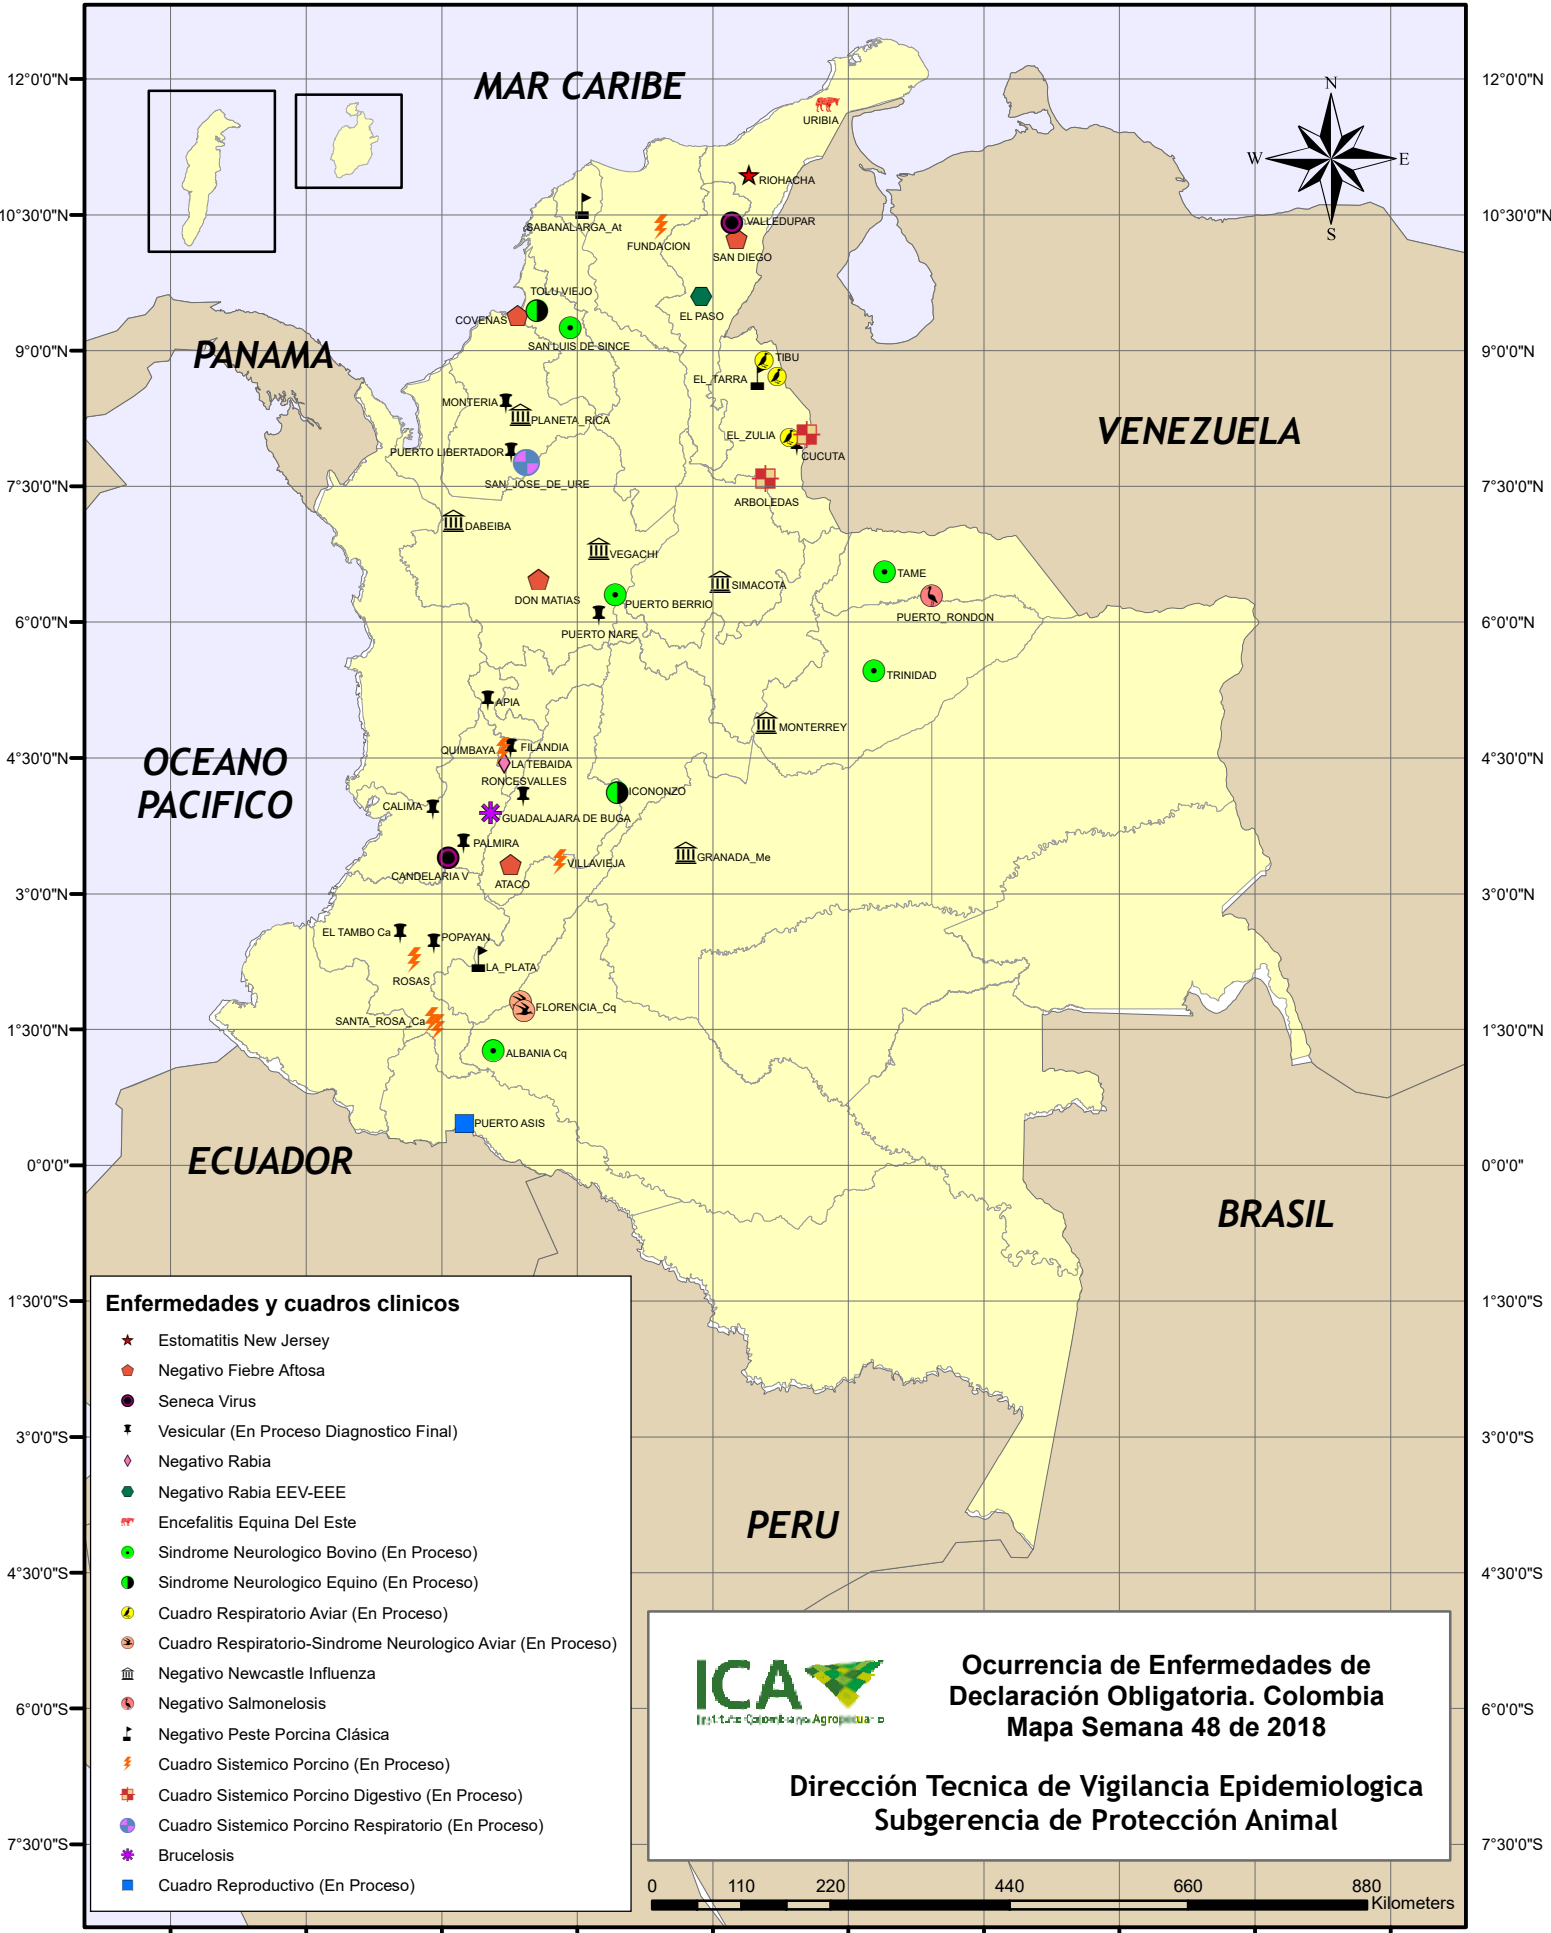 MAR CARIBE
12°0'0"N
12°0'0"N
N
W
E
S
URIBIA
RIOHACHA
10°30'0"N
10°30'0"N
SABANALARGA_At
FUNDACION
VALLEDUPAR
SAN DIEGO
TOLU VIEJO
COVEÑAS
EL PASO
SAN LUIS DE SINCE
PANAMA
9°0'0"N
9°0'0"N
TIBU
EL_TARRA
MONTERIA
PLANETA_RICA
VENEZUELA
EL_ZULIA
CUCUTA
PUERTO LIBERTADOR
SAN_JOSE_DE_URE
7°30'0"N
7°30'0"N
ARBOLEDAS
DABEIBA
VEGACHI
SIMACOTA
TAME
DON MATIAS
PUERTO BERRIO
PUERTO_RONDON
6°0'0"N
6°0'0"N
PUERTO NARE
TRINIDAD
APIA
MONTERREY
QUIMBAYA
FILANDIA
OCEANO
PACIFICO
4°30'0"N
4°30'0"N
LA TEBAIDA
RONCESVALLES
ICONONZO
CALIMA
GUADALAJARA DE BUGA
PALMIRA
VILLAVIEJA
GRANADA_Me
CANDELARIA V
ATACO
3°0'0"N
3°0'0"N
EL TAMBO Ca
POPAYAN
LA_PLATA
ROSAS
FLORENCIA_Cq
SANTA_ROSA_Ca
1°30'0"N
1°30'0"N
ALBANIA Cq
PUERTO ASIS
ECUADOR
0°0'0"
0°0'0"
BRASIL
1°30'0"S
1°30'0"S
3°0'0"S
3°0'0"S
4°30'0"S
4°30'0"S
6°0'0"S
6°0'0"S
7°30'0"S
7°30'0"S
PERU
Enfermedades y cuadros clinicos
Estomatitis New Jersey
Negativo Fiebre Aftosa
Seneca Virus
Vesicular (En Proceso Diagnostico Final)
Negativo Rabia
Negativo Rabia EEV-EEE
Encefalitis Equina Del Este
Sindrome Neurologico Bovino (En Proceso)
Sindrome Neurologico Equino (En Proceso)
Cuadro Respiratorio Aviar (En Proceso)
Cuadro Respiratorio-Sindrome Neurologico Aviar (En Proceso)
Negativo Newcastle Influenza
Negativo Salmonelosis
Negativo Peste Porcina Clásica
Cuadro Sistemico Porcino (En Proceso)
Cuadro Sistemico Porcino Digestivo (En Proceso)
Cuadro Sistemico Porcino Respiratorio (En Proceso)
Brucelosis
Cuadro Reproductivo (En Proceso)
ICA
Ocurrencia de Enfermedades de
Declaración Obligatoria. Colombia
Mapa Semana 48 de 2018
Dirección Tecnica de Vigilancia Epidemiologica
Subgerencia de Protección Animal
0 110 220 440 660 880
Kilometers